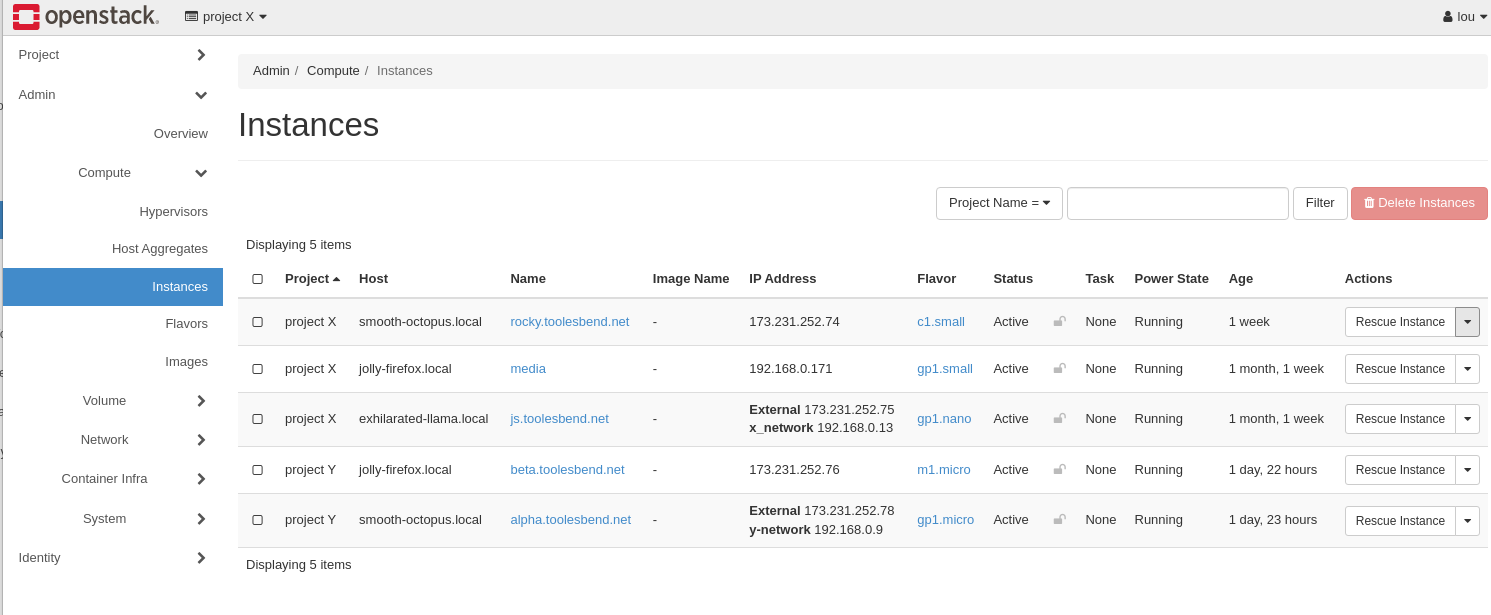 openstack. project X lou
Project
Admin / Compute / Instances
Admin
Instances
Overview
Compute
Hypervisors
Project Name = Filter Delete Instances
Host Aggregates
Displaying 5 items
Instances
Project Host Name Image Name IP Address Flavor Status Task Power State Age Actions
Flavors
project X smooth-octopus.local rocky.toolesbend.net - 173.231.252.74 c1.small Active None Running 1 week Rescue Instance
Images
project X jolly-firefox.local media - 192.168.0.171 gp1.small Active None Running 1 month, 1 week Rescue Instance
Volume
External 173.231.252.75
project X exhilarated-llama.local js.toolesbend.net - gp1.nano Active None Running 1 month, 1 week Rescue Instance
x_network 192.168.0.13
Network
project Y jolly-firefox.local beta.toolesbend.net - 173.231.252.76 m1.micro Active None Running 1 day, 22 hours Rescue Instance
Container Infra
External 173.231.252.78
System
project Y smooth-octopus.local alpha.toolesbend.net - gp1.micro Active None Running 1 day, 23 hours Rescue Instance
y-network 192.168.0.9
Identity
Displaying 5 items